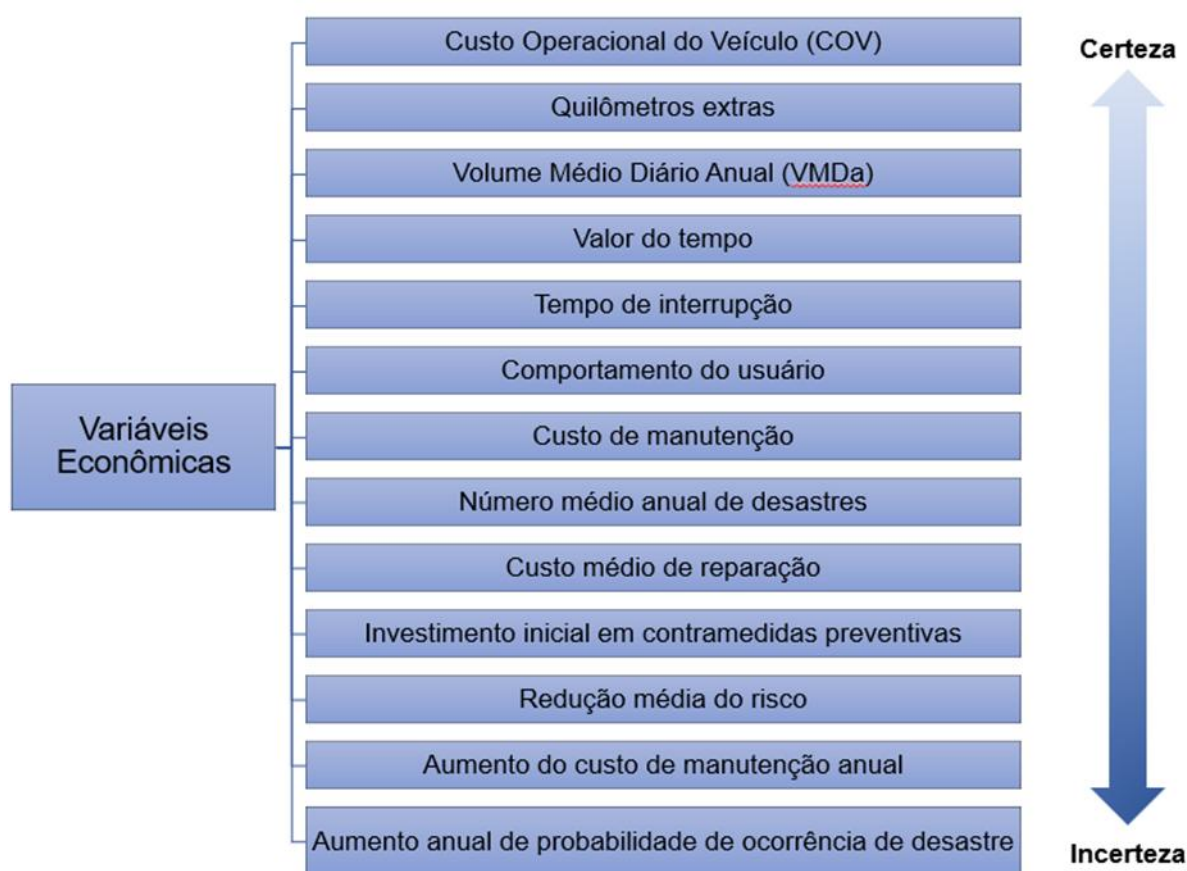 Custo Operacional do Veículo (COV)
Certeza
Quilômetros extras
Volume Médio Diário Anual (VMDa)
Valor do tempo
Tempo de interrupção
Comportamento do usuário
Variáveis
Econômicas
Custo de manutenção
Número médio anual de desastres
Custo médio de reparação
Investimento inicial em contramedidas preventivas
Redução média do risco
Aumento do custo de manutenção anual
Aumento anual de probabilidade de ocorrência de desastre
Incerteza